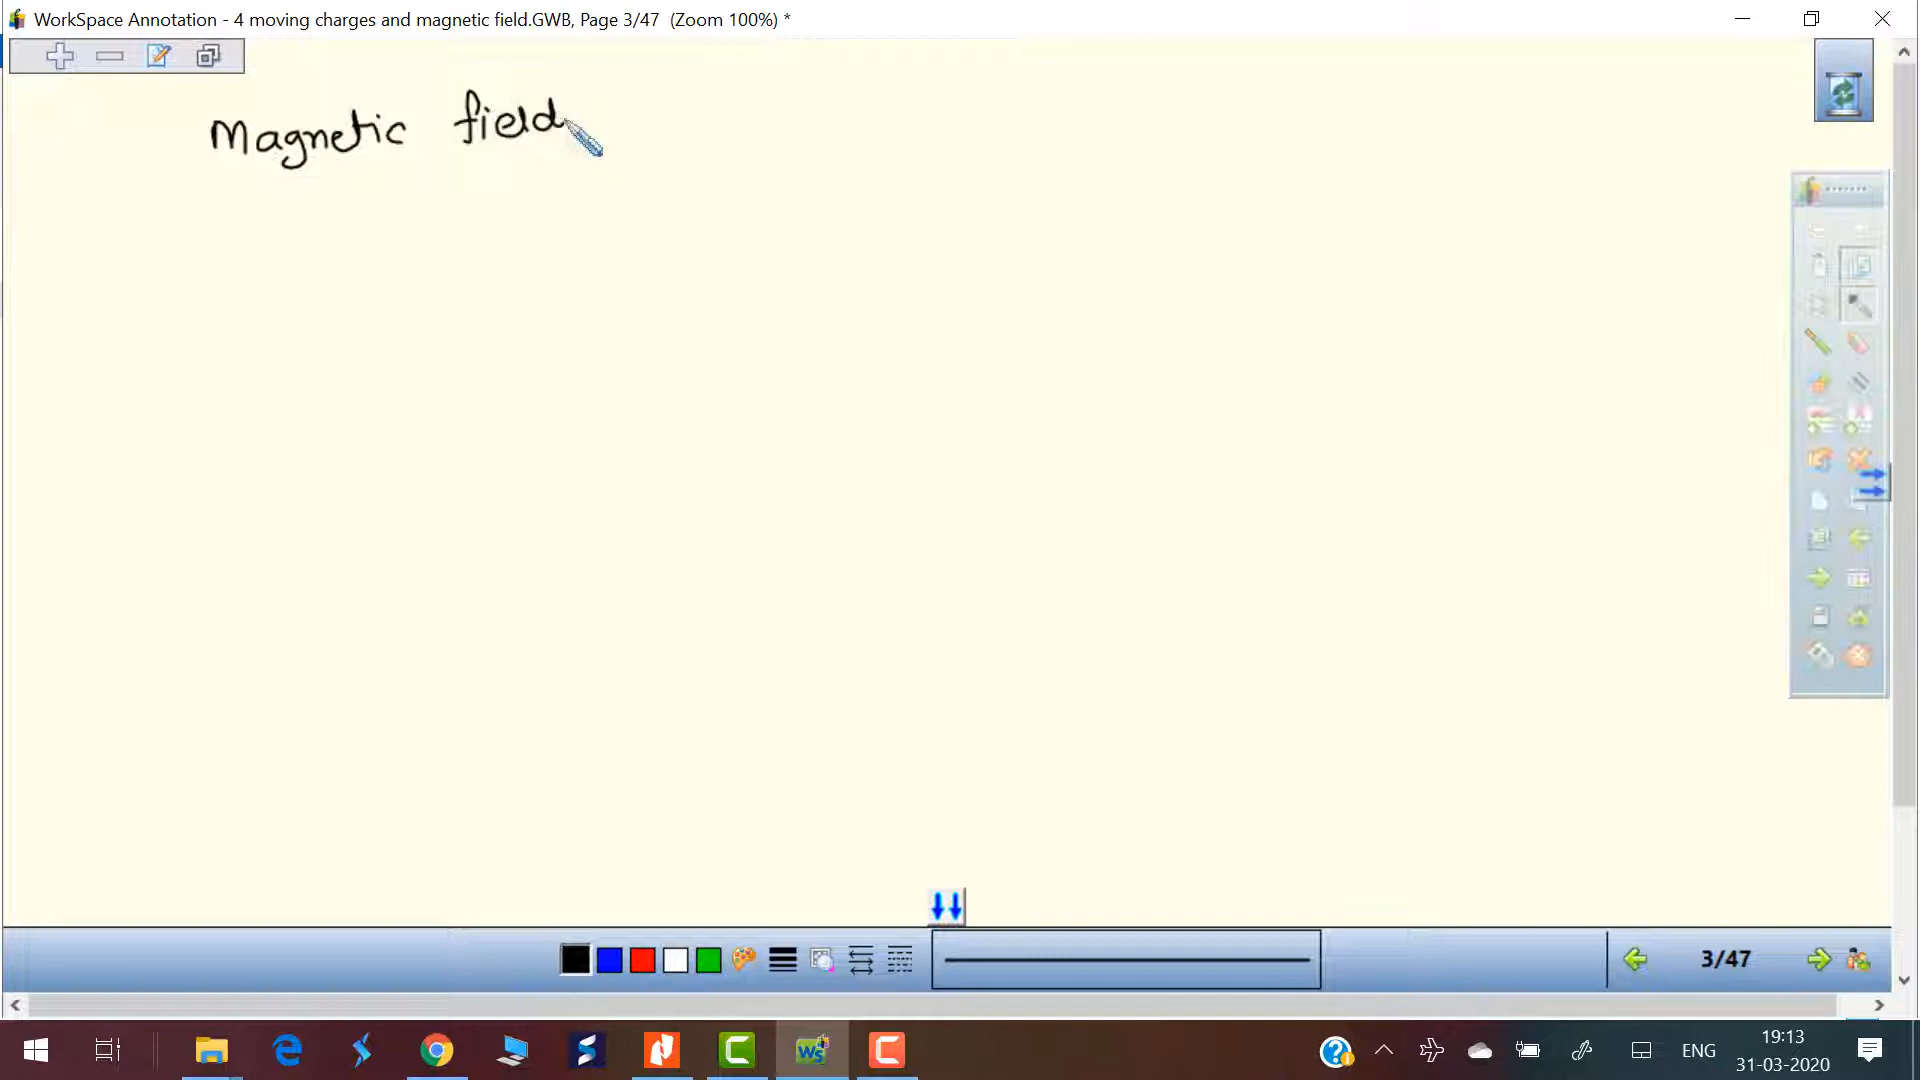 WorkSpace Annotation - 4 moving charges and magnetic field.GWB, Page 3/47 (Zoom 100%) *
Magnetic field
3/47
ENG
19:13
31-03-2020